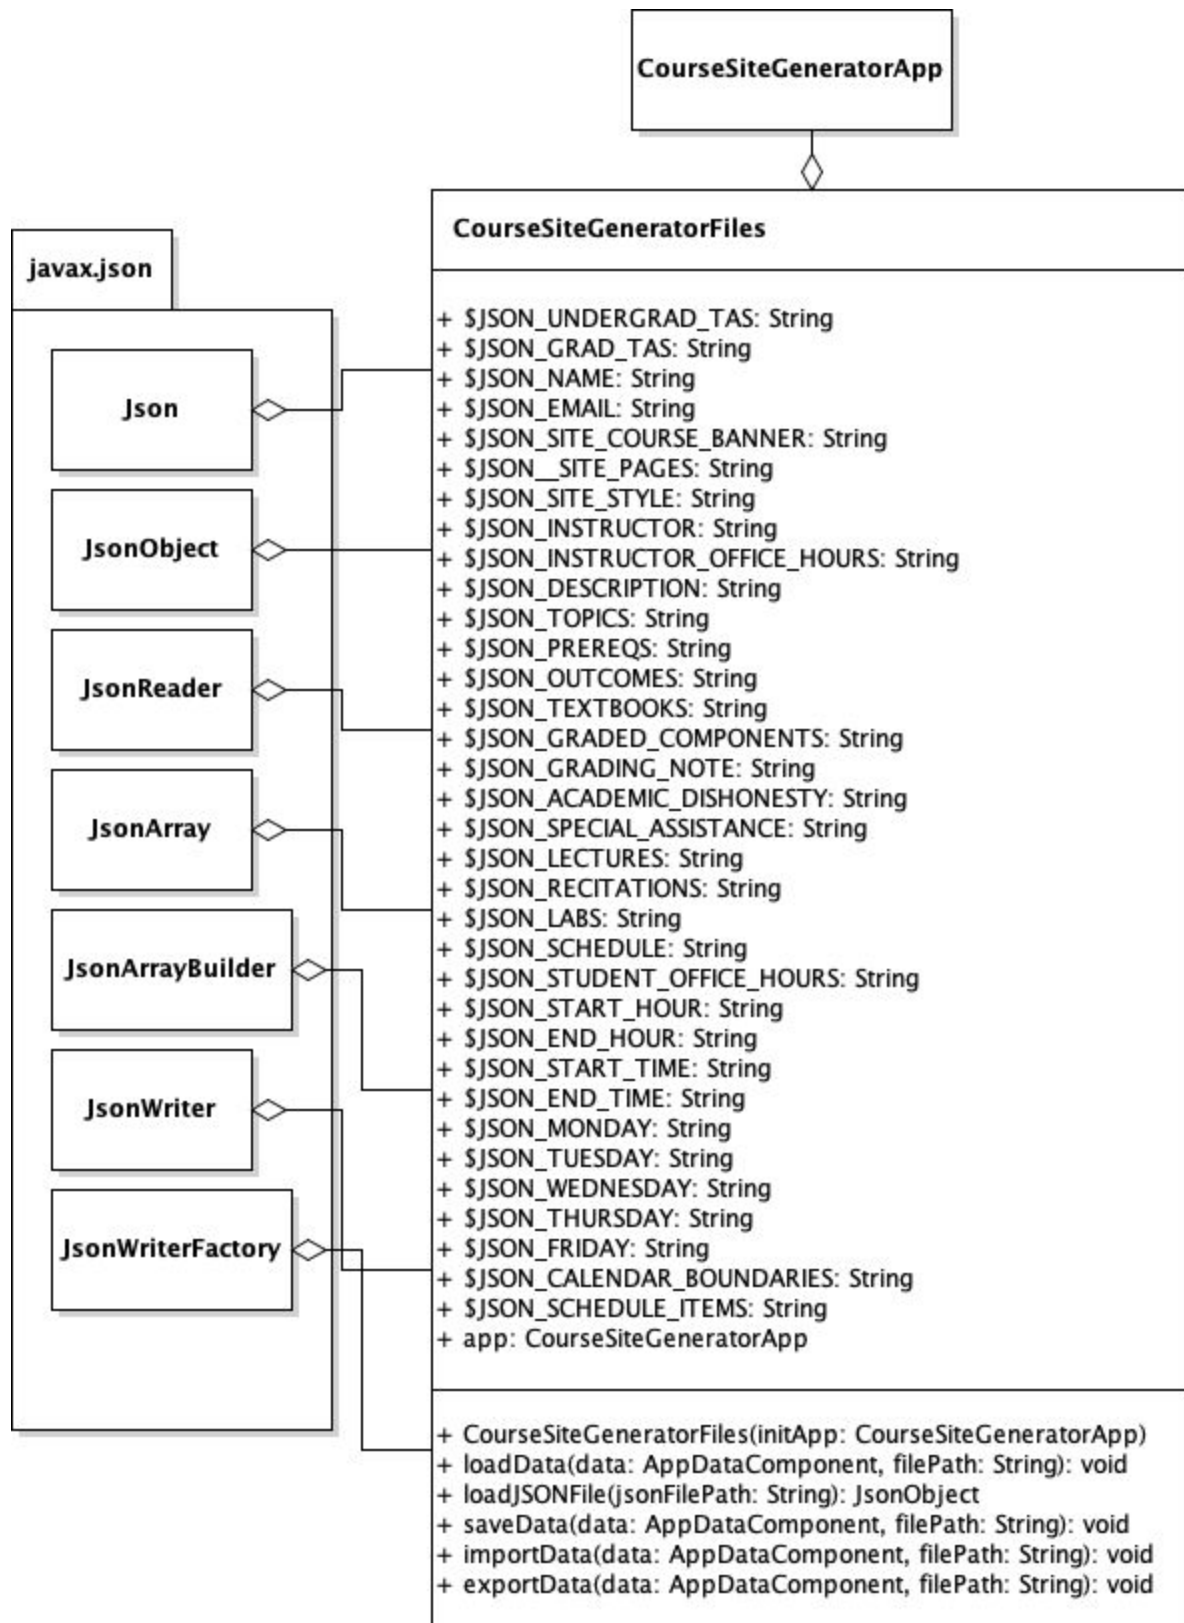 CourseSiteGeneratorApp
CourseSiteGeneratorFiles
javax.json
Json
JsonObject
JsonReader
JsonArray
JsonArrayBuilder
JsonWriter
JsonWriterFactory
+ $JSON_UNDERGRAD_TAS: String
+ $JSON_GRAD_TAS: String
+ $JSON_NAME: String
+ $JSON_EMAIL: String
+ $JSON_SITE_COURSE_BANNER: String
+ $JSON__SITE_PAGES: String
+ $JSON_SITE_STYLE: String
+ $JSON_INSTRUCTOR: String
+ $JSON_INSTRUCTOR_OFFICE_HOURS: String
+ $JSON_DESCRIPTION: String
+ $JSON_TOPICS: String
+ $JSON_PREREQS: String
+ $JSON_OUTCOMES: String
+ $JSON_TEXTBOOKS: String
+ $JSON_GRADED_COMPONENTS: String
+ $JSON_GRADING_NOTE: String
+ $JSON_ACADEMIC_DISHONESTY: String
+ $JSON_SPECIAL_ASSISTANCE: String
+ $JSON_LECTURES: String
+ $JSON_RECITATIONS: String
+ $JSON_LABS: String
+ $JSON_SCHEDULE: String
+ $JSON_STUDENT_OFFICE_HOURS: String
+ $JSON_START_HOUR: String
+ $JSON_END_HOUR: String
+ $JSON_START_TIME: String
+ $JSON_END_TIME: String
+ $JSON_MONDAY: String
+ $JSON_TUESDAY: String
+ $JSON_WEDNESDAY: String
+ $JSON_THURSDAY: String
+ $JSON_FRIDAY: String
+ $JSON_CALENDAR_BOUNDARIES: String
+ $JSON_SCHEDULE_ITEMS: String
+ app: CourseSiteGeneratorApp
+ CourseSiteGeneratorFiles(initApp: CourseSiteGeneratorApp)
+ loadData(data: AppDataComponent, filePath: String): void
+ loadJSONFile(jsonFilePath: String): JsonObject
+ saveData(data: AppDataComponent, filePath: String): void
+ importData(data: AppDataComponent, filePath: String): void
+ exportData(data: AppDataComponent, filePath: String): void